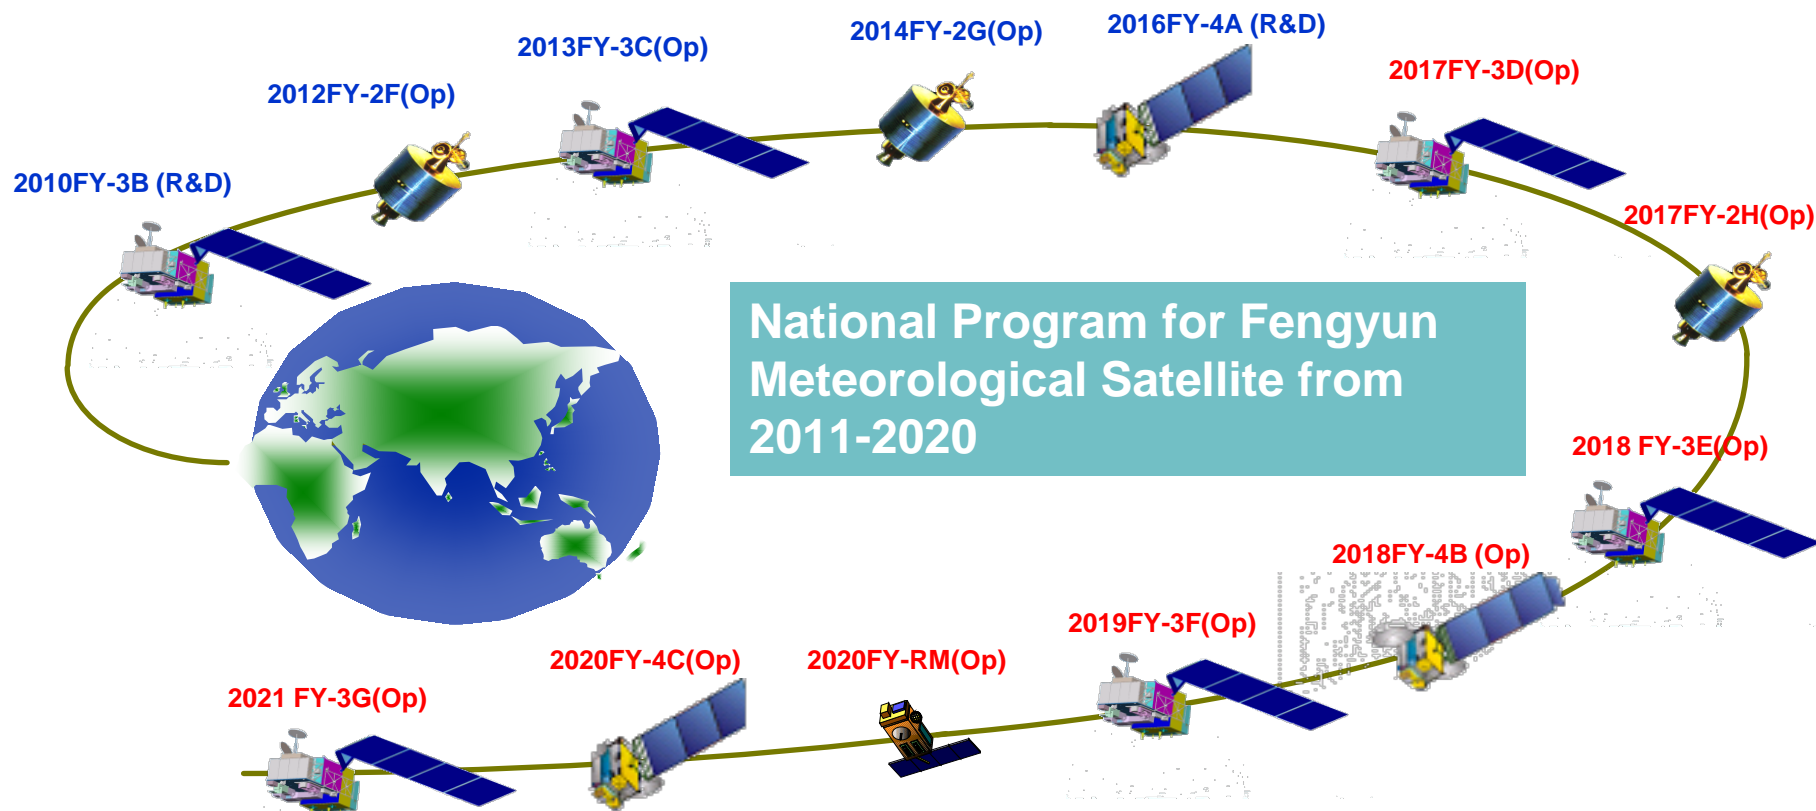 2010FY-3B (R&D)
2012FY-2F(Op)
2013FY-3C(Op)
2014FY-2G(Op)
2016FY-4A (R&D)
2017FY-3D(Op)
2017FY-2H(Op)
National Program for Fengyun
Meteorological Satellite from
2011-2020
2018 FY-3E(Op)
2018FY-4B (Op)
2019FY-3F(Op)
2020FY-RM(Op)
2020FY-4C(Op)
2021 FY-3G(Op)